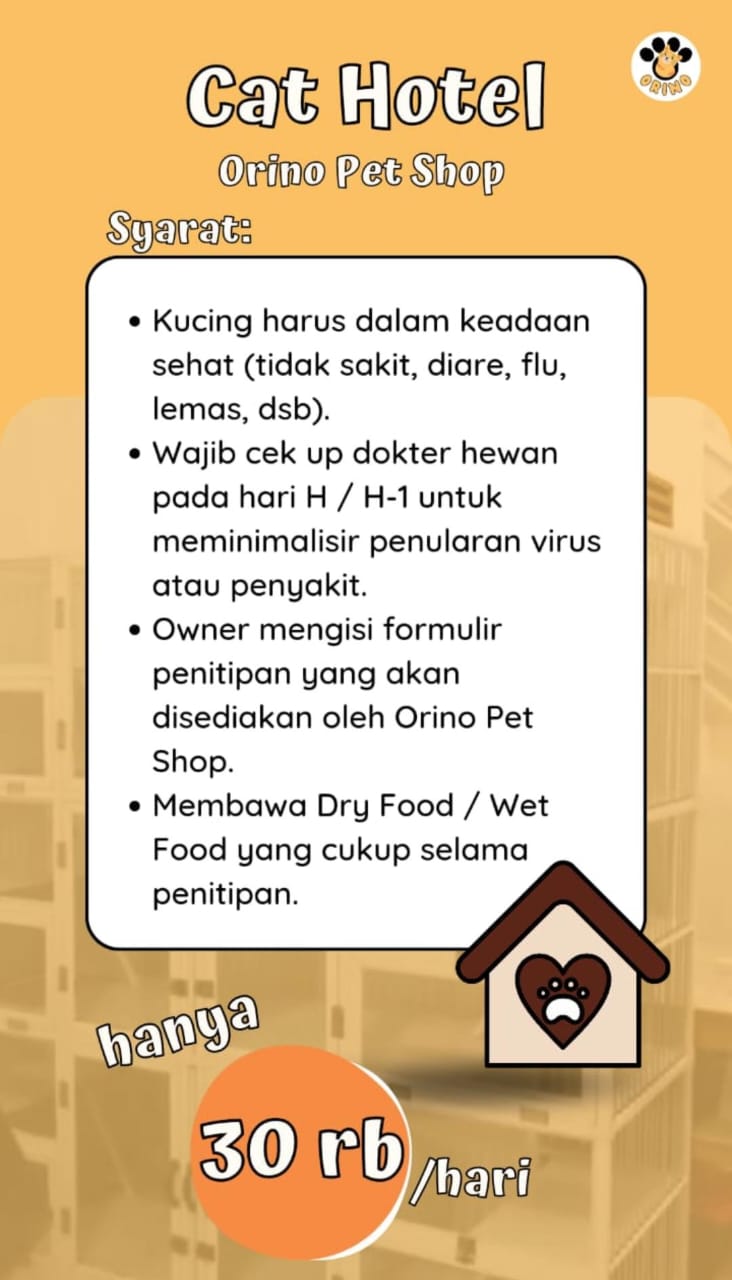 ORINO
Cat Hotel
Orino Pet Shop
Syarat:
• Kucing harus dalam keadaan
sehat (tidak sakit, diare, flu,
lemas, dsb).
• Wajib cek up dokter hewan
pada hari H / H-1 untuk
meminimalisir penularan virus
atau penyakit.
• Owner mengisi formulir
penitipan yang akan
disediakan oleh Orino Pet
Shop.
• Membawa Dry Food / Wet
Food yang cukup selama
penitipan.
hanya
30 rb
/hari